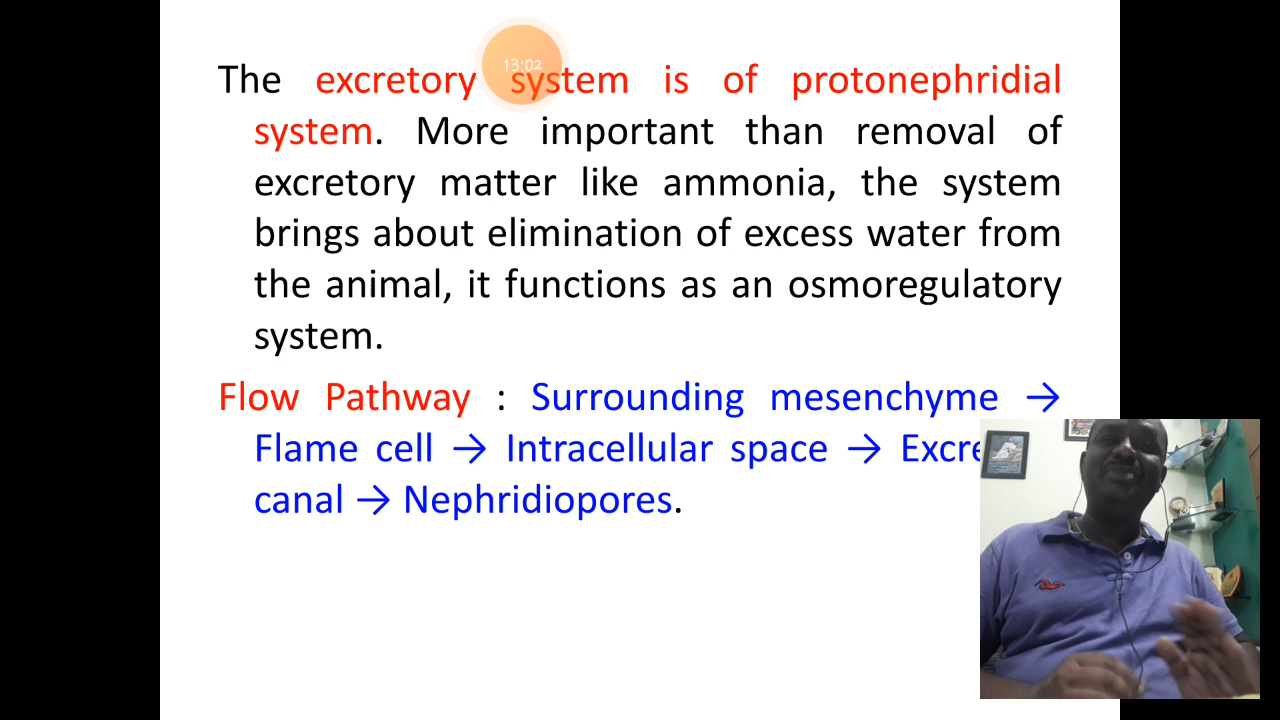 The excretory system is of protonephridial
system. More important than removal of
excretory matter like ammonia, the system
brings about elimination of excess water from
the animal, it functions as an osmoregulatory
system.
Flow Pathway : Surrounding mesenchyme →
Flame cell → Intracellular space →
canal → Nephridiopores.
13:02